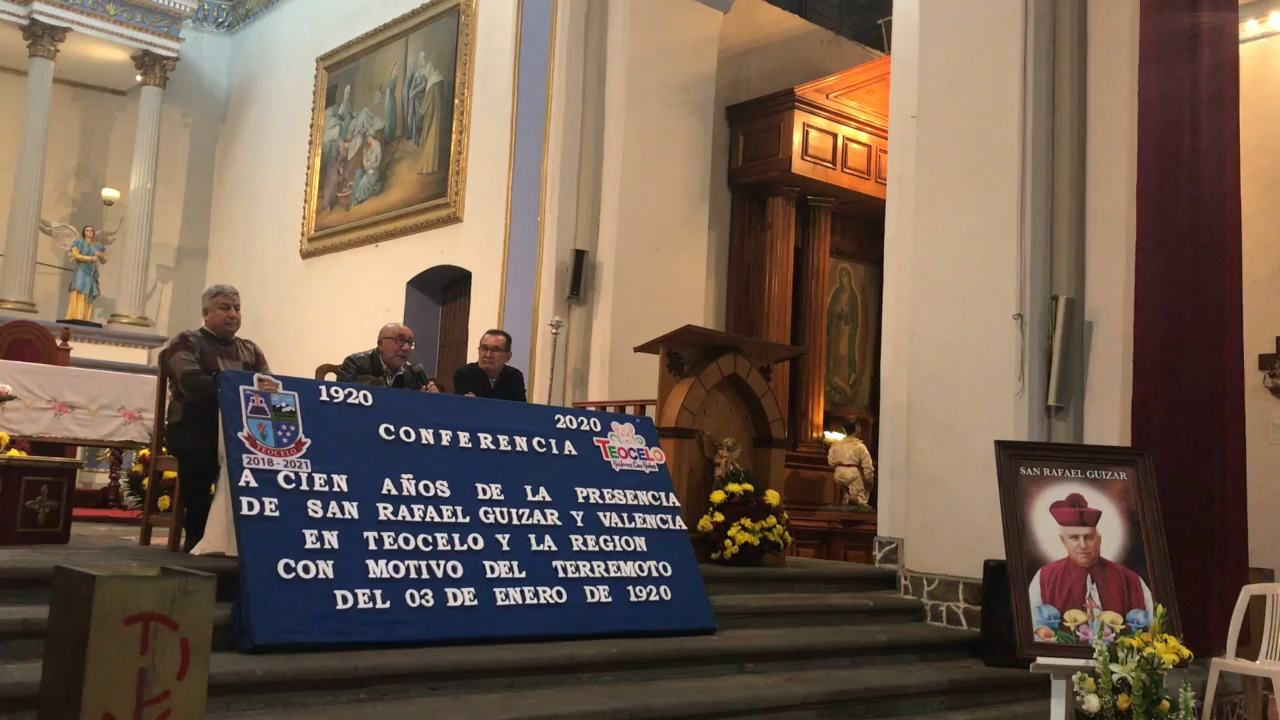 1920
2020
CONFERENCIA
TEOCELO
2018-2021
TEOCELO
A CIEN AÑOS DE LA PRESENCIA
DE SAN RAFAEL GUIZAR Y VALENCIA
EN TEOCELO Y LA REGION
CON MOTIVO DEL TERREMOTO
DEL 03 DE ENERO DE 1920
SAN RAFAEL GUIZAR